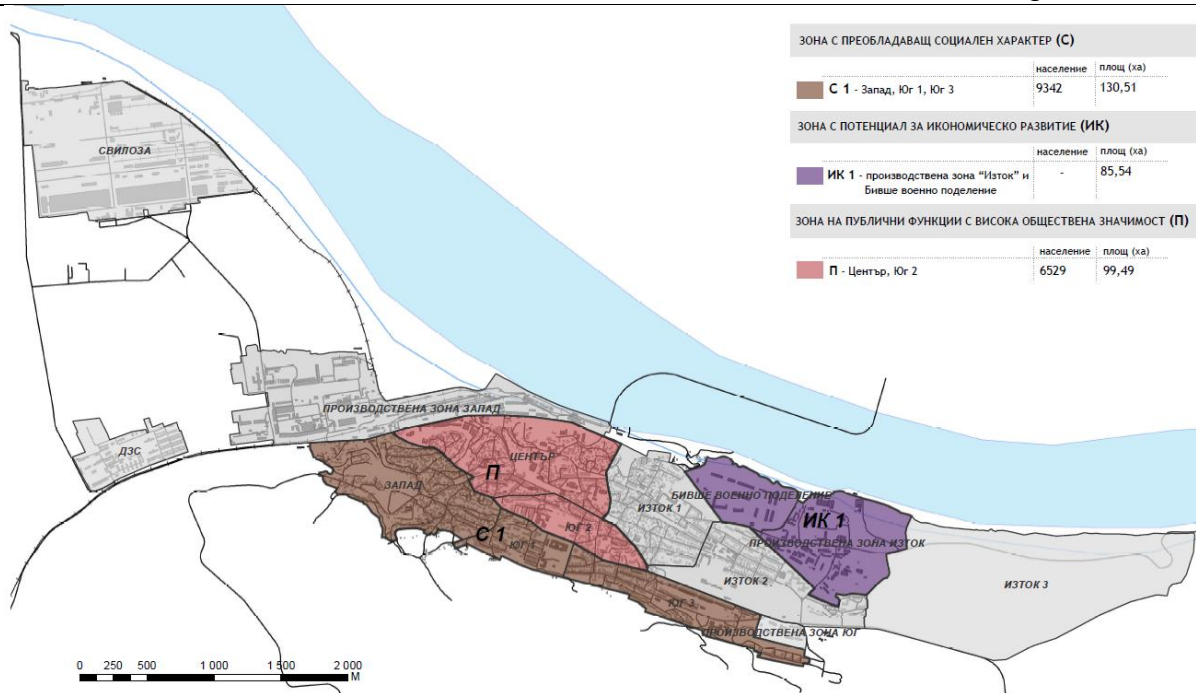 ЗОНА С ПРЕОБЛАДАВАЩ СОЦИАЛЕН ХАРАКТЕР (С)
население площ (ха)
С 1 - Запад, Юг 1, Юг 3 9342 130,51
ЗОНА С ПОТЕНЦИАЛ ЗА ИКОНОМИЧЕСКО РАЗВИТИЕ (ИК)
население площ (ха)
ИК 1 - производствена зона "Изток" и - 85,54
Бивше военно поделение
ЗОНА НА ПУБЛИЧНИ ФУНКЦИИ С ВИСОКА ОБЩЕСТВЕНА ЗНАЧИМОСТ (П)
население площ (ха)
П - Център, Юг 2 6529 99,49
СВИЛОЗА
ПРОИЗВОДСТВЕНА ЗОНА ЗАПАД
ДЗС
ЦЕНТЪР
П
ЗАПАД
БИВШЕ ВОЕННО ПОДЕЛЕНИЕ
ИЗТОК 1
ИК 1
ЮГ 2
С 1
ЮГ 1
ПРОИЗВОДСТВЕНА ЗОНА ИЗТОК
ИЗТОК 2
ИЗТОК 3
ЮГ 3
ПРОИЗВОДСТВЕНА ЗОНА ЮГ
0 250 500 1 000 1 500 2 000
М